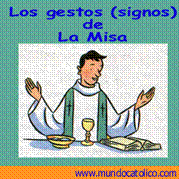 Los gestos (signos)
de
La Misa
www.mundocatolico.com